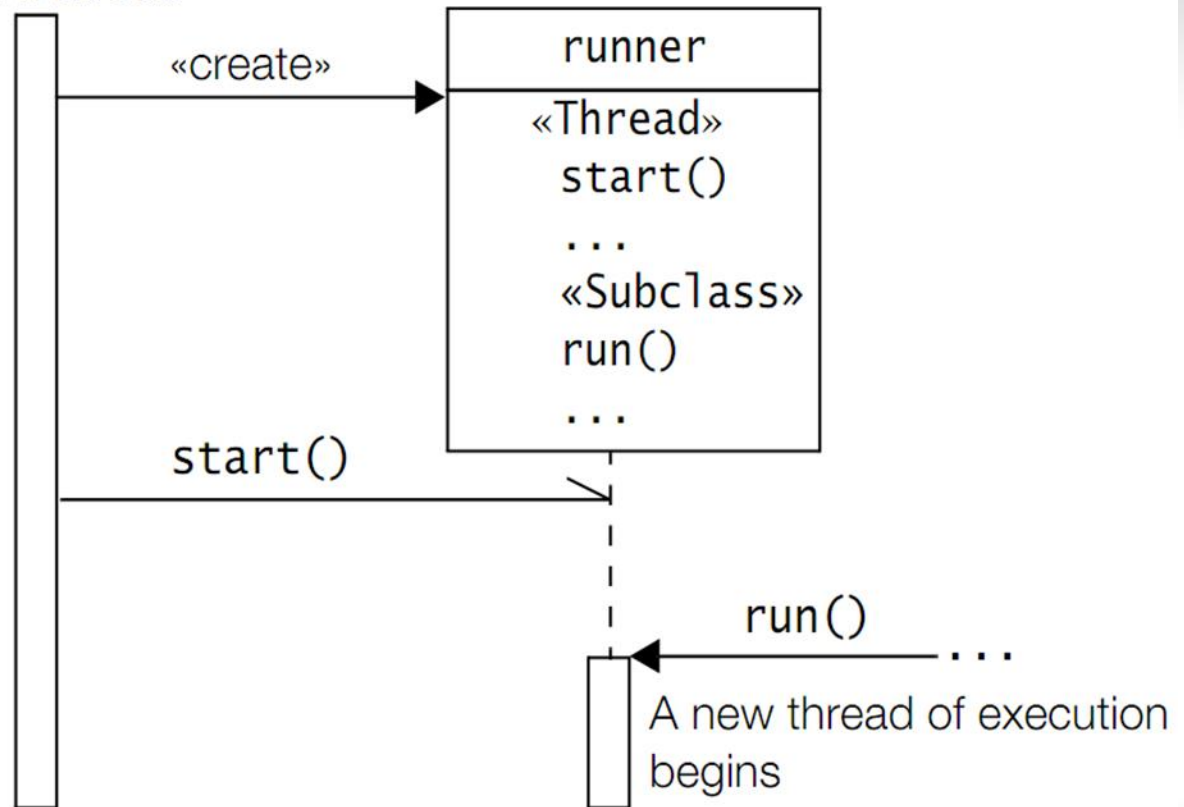 runner
«create»
«Thread»
start()
...
«Subclass»
run()
...
start()
run()
...
A new thread of execution
begins